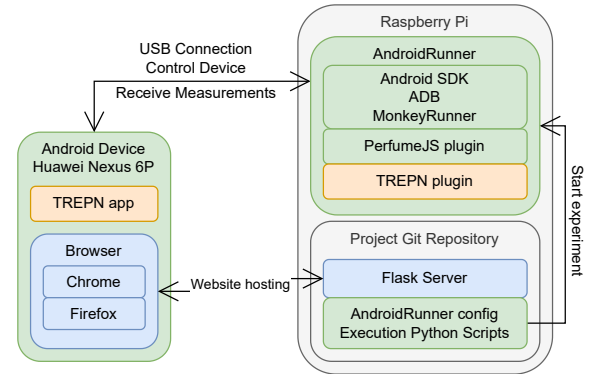 Raspberry Pi
USB Connection
Control Device
Receive Measurements
AndroidRunner
Android SDK
ADB
MonkeyRunner
PerfumeJS plugin
TREPN plugin
Android Device
Huawei Nexus 6P
TREPN app
Browser
Chrome
Firefox
Website hosting
Project Git Repository
Flask Server
AndroidRunner config
Execution Python Scripts
Start experiment